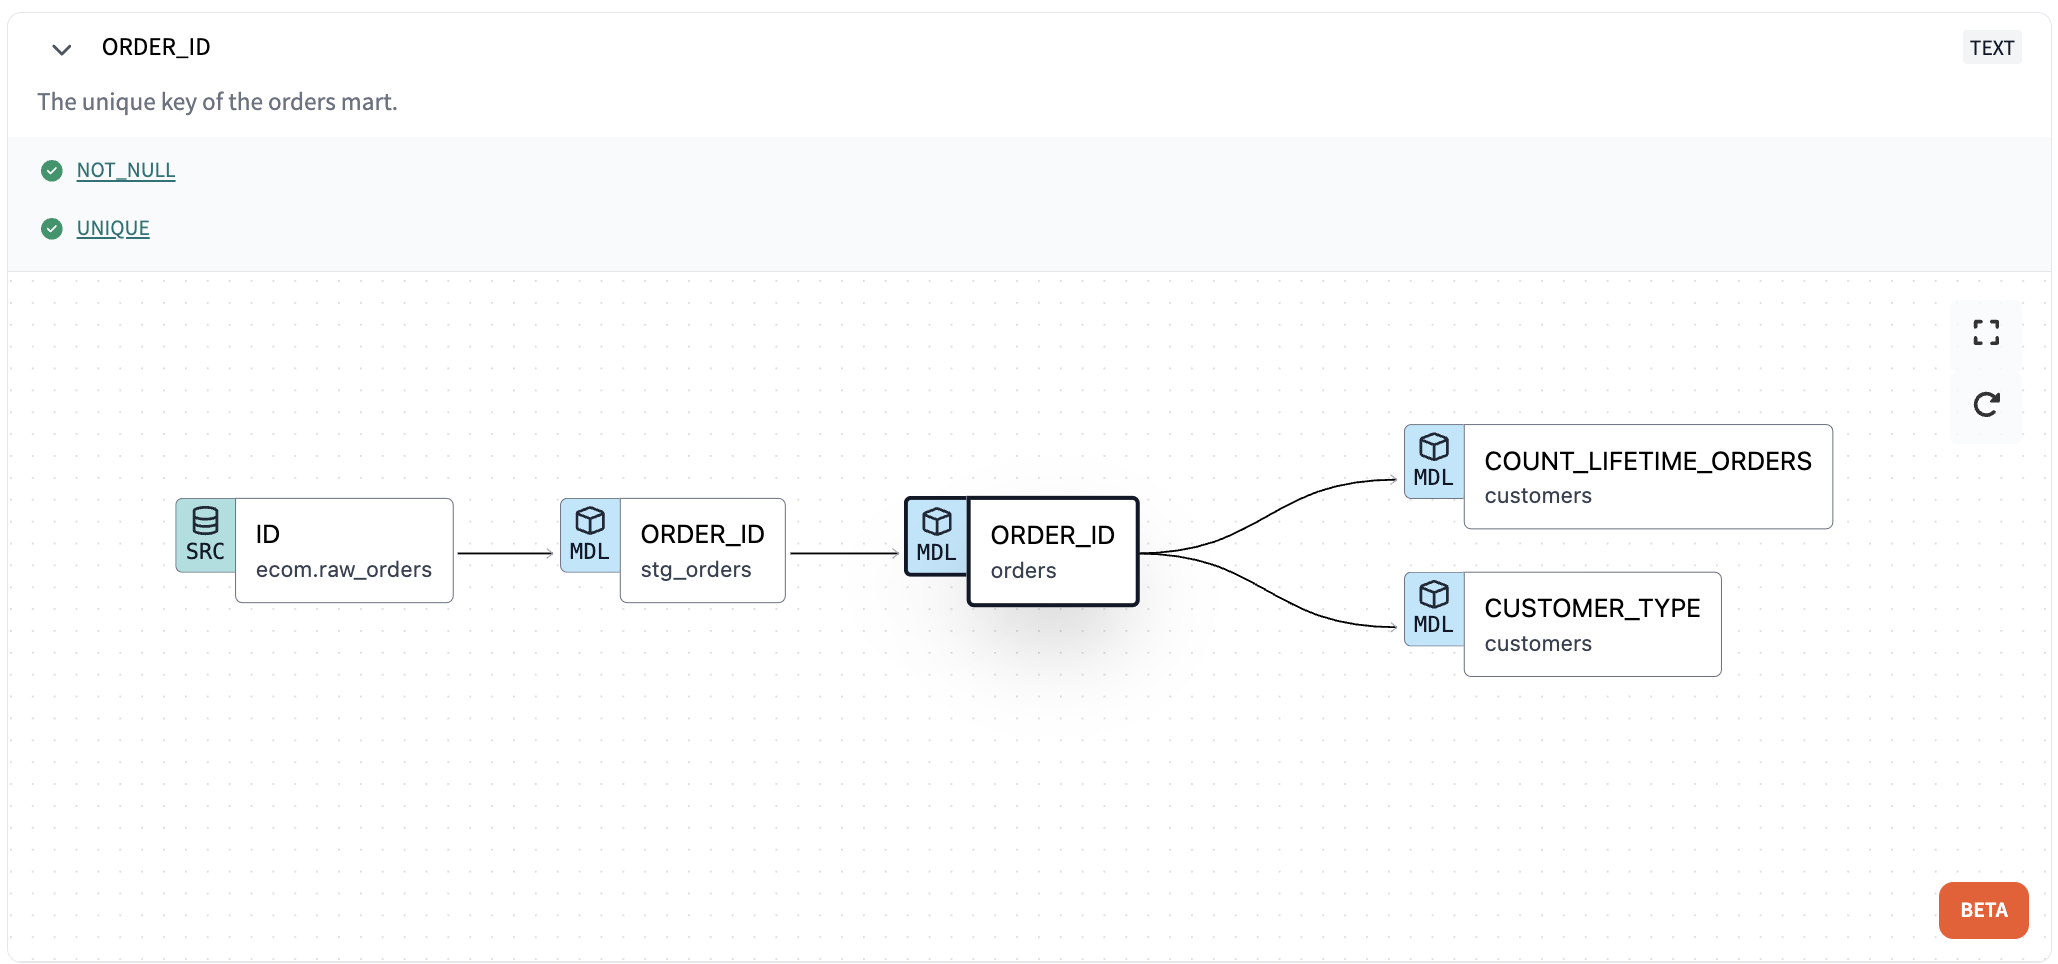 ORDER_ID
TEXT
The unique key of the orders mart.
NOT_NULL
UNIQUE
SRC
ID
ecom.raw_orders
MDL
ORDER_ID
stg_orders
MDL
ORDER_ID
orders
MDL
COUNT_LIFETIME_ORDERS
customers
MDL
CUSTOMER_TYPE
customers
BETA